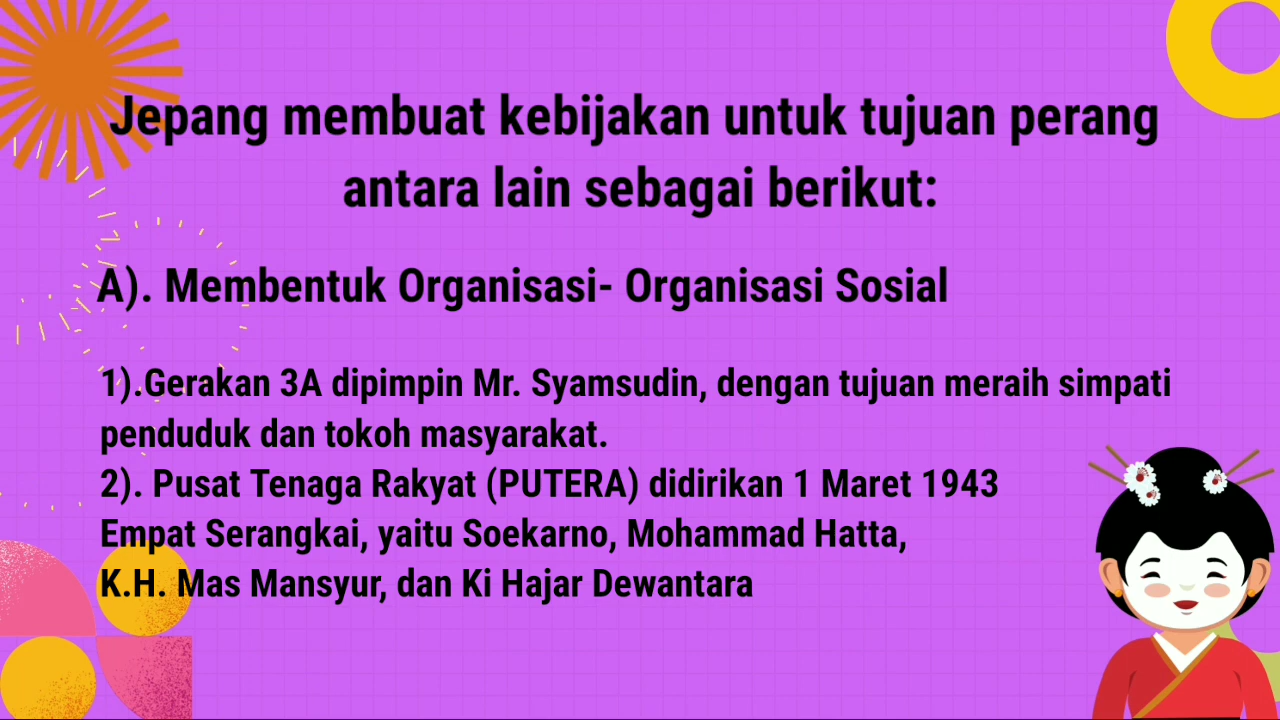 Jepang membuat kebijakan untuk tujuan perang
antara lain sebagai berikut:
A). Membentuk Organisasi- Organisasi Sosial
1).Gerakan 3A dipimpin Mr. Syamsudin, dengan tujuan meraih simpati
penduduk dan tokoh masyarakat.
2). Pusat Tenaga Rakyat (PUTERA) didirikan 1 Maret 1943
Empat Serangkai, yaitu Soekarno, Mohammad Hatta,
K.H. Mas Mansyur, dan Ki Hajar Dewantara